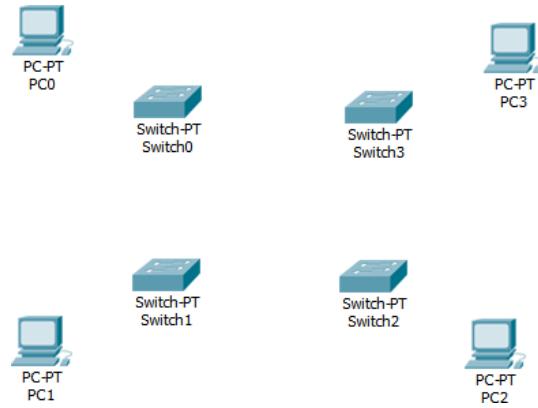 PC-PT
PC0
Switch-PT
Switch0
Switch-PT
Switch3
PC-PT
PC3
Switch-PT
Switch1
Switch-PT
Switch2
PC-PT
PC1
PC-PT
PC2